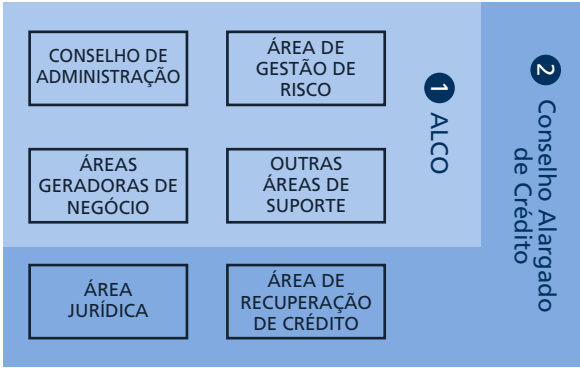 CONSELHO DE
ADMINISTRAÇÃO
ÁREA DE
GESTÃO DE
RISCO
ÁREAS
GERADORAS DE
NEGÓCIO
OUTRAS
ÁREAS DE
SUPORTE
1 ALCO
ÁREA
JURÍDICA
ÁREA DE
RECUPERAÇÃO
DE CRÉDITO
2 Conselho Alargado
de Crédito